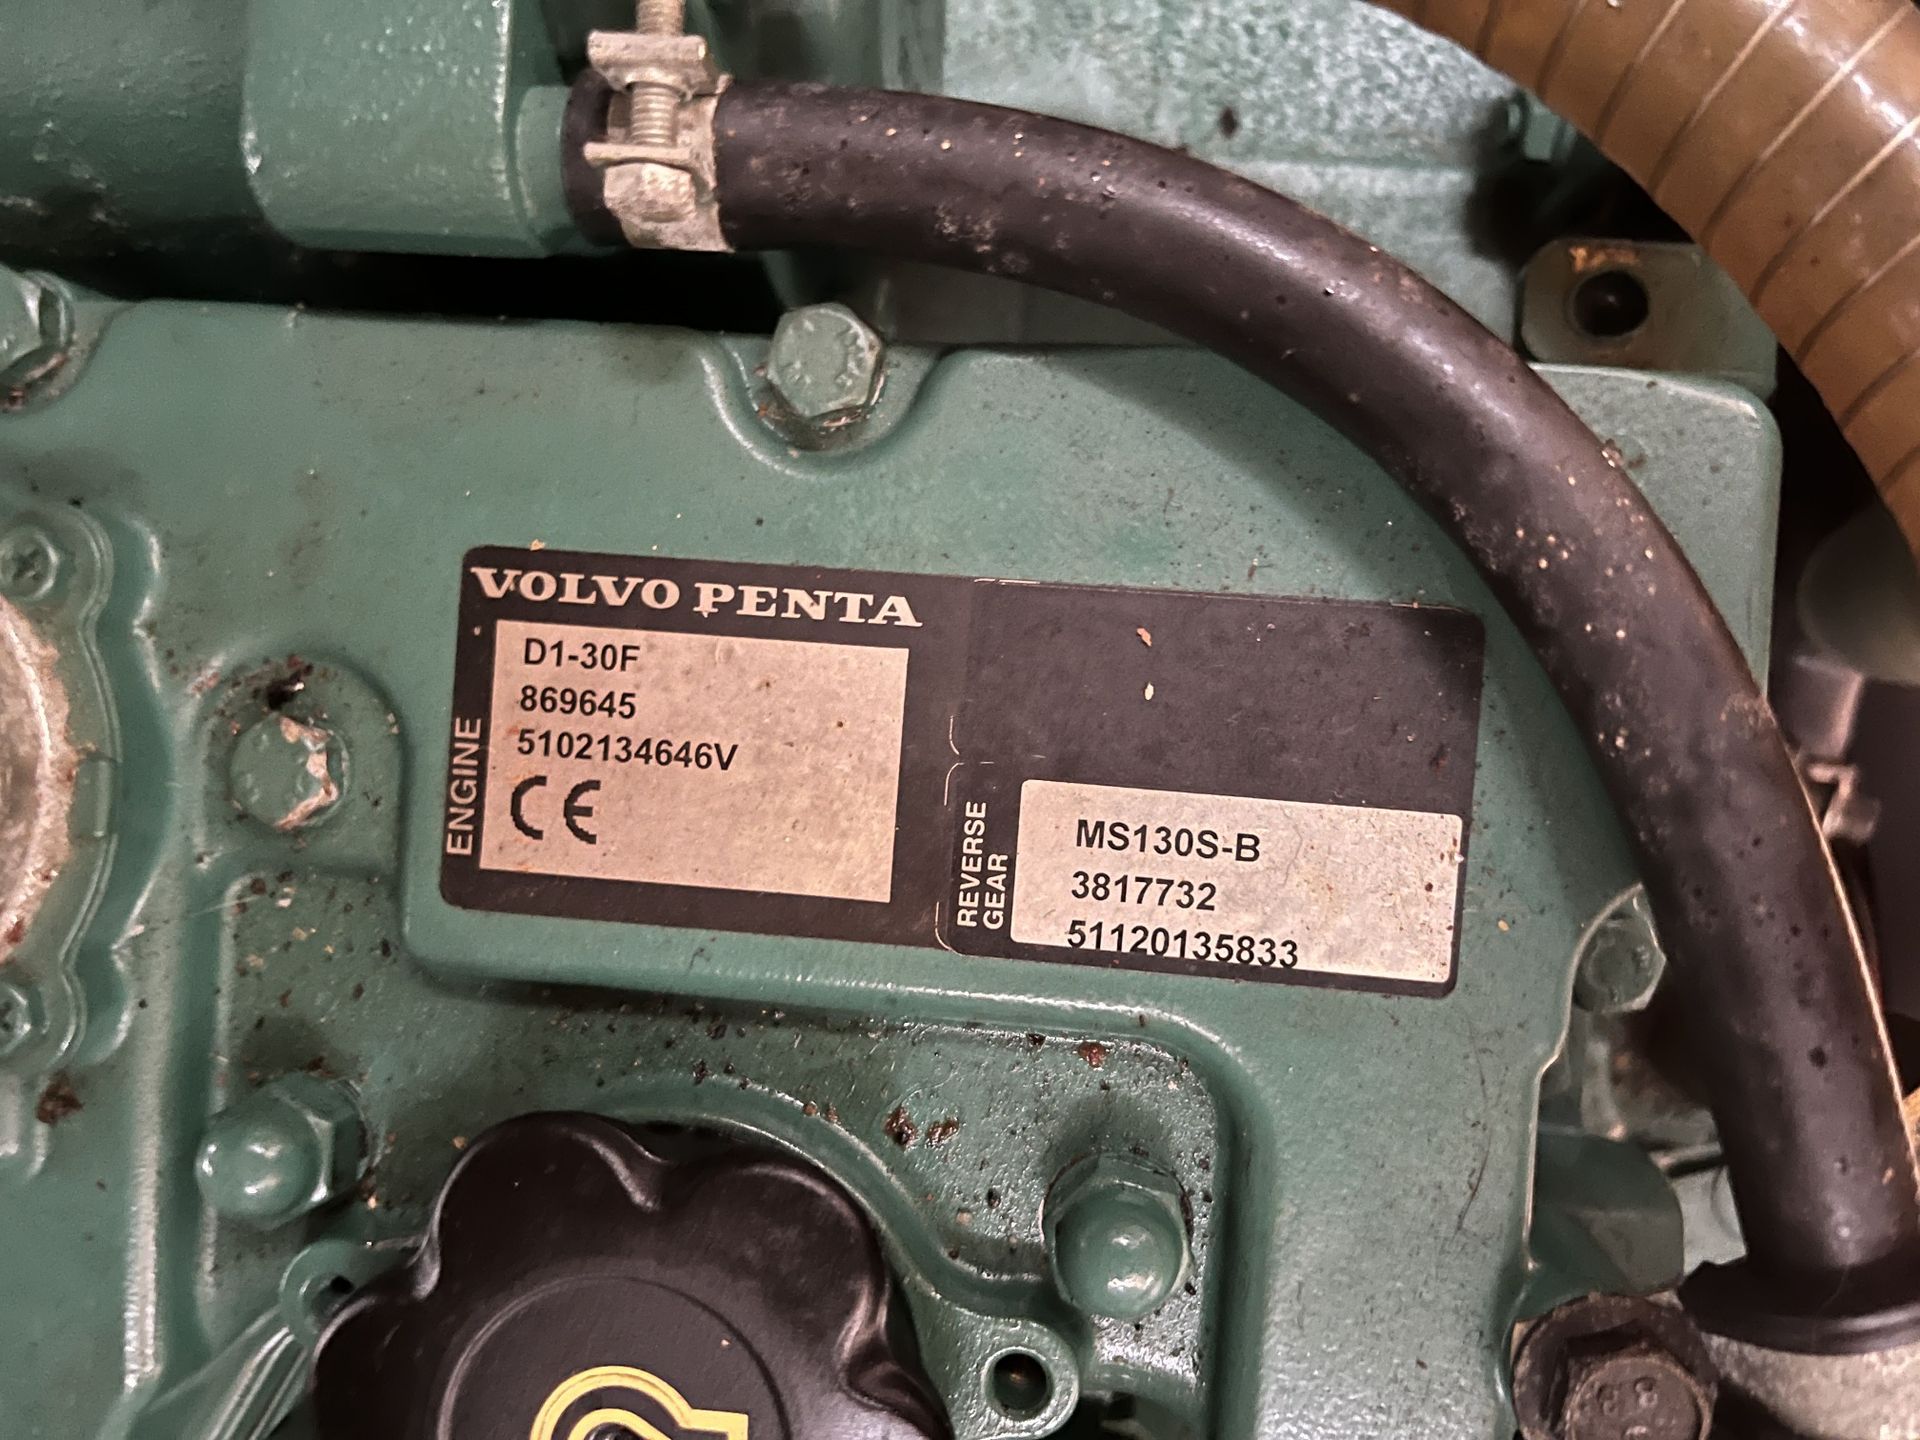 VOLVO PENTA
ENGINE
D1-30F
869645
5102134646V
CE
REVERSE
GEAR
MS130S-B
3817732
51120135833